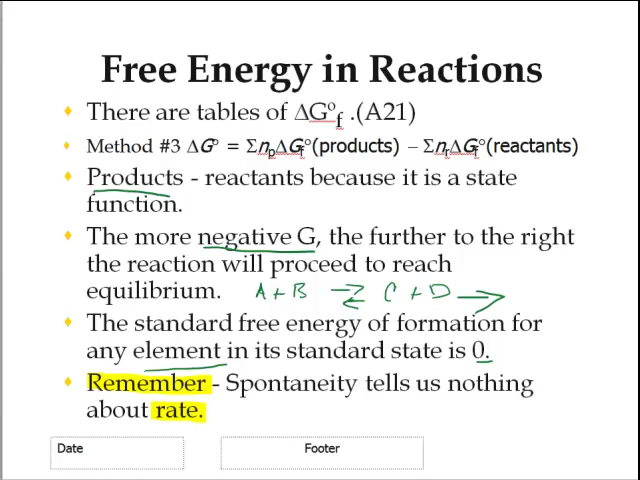 Free Energy in Reactions
There are tables of ΔG°f .(A21)
Method #3 ΔG° = ΣnpΔGf°(products) – ΣnrΔGf°(reactants)
Products - reactants because it is a state
function.
The more negative G, the further to the right
the reaction will proceed to reach
equilibrium. A + B ⇌ C + D →
The standard free energy of formation for
any element in its standard state is 0.
Remember - Spontaneity tells us nothing
about rate.
Date Footer